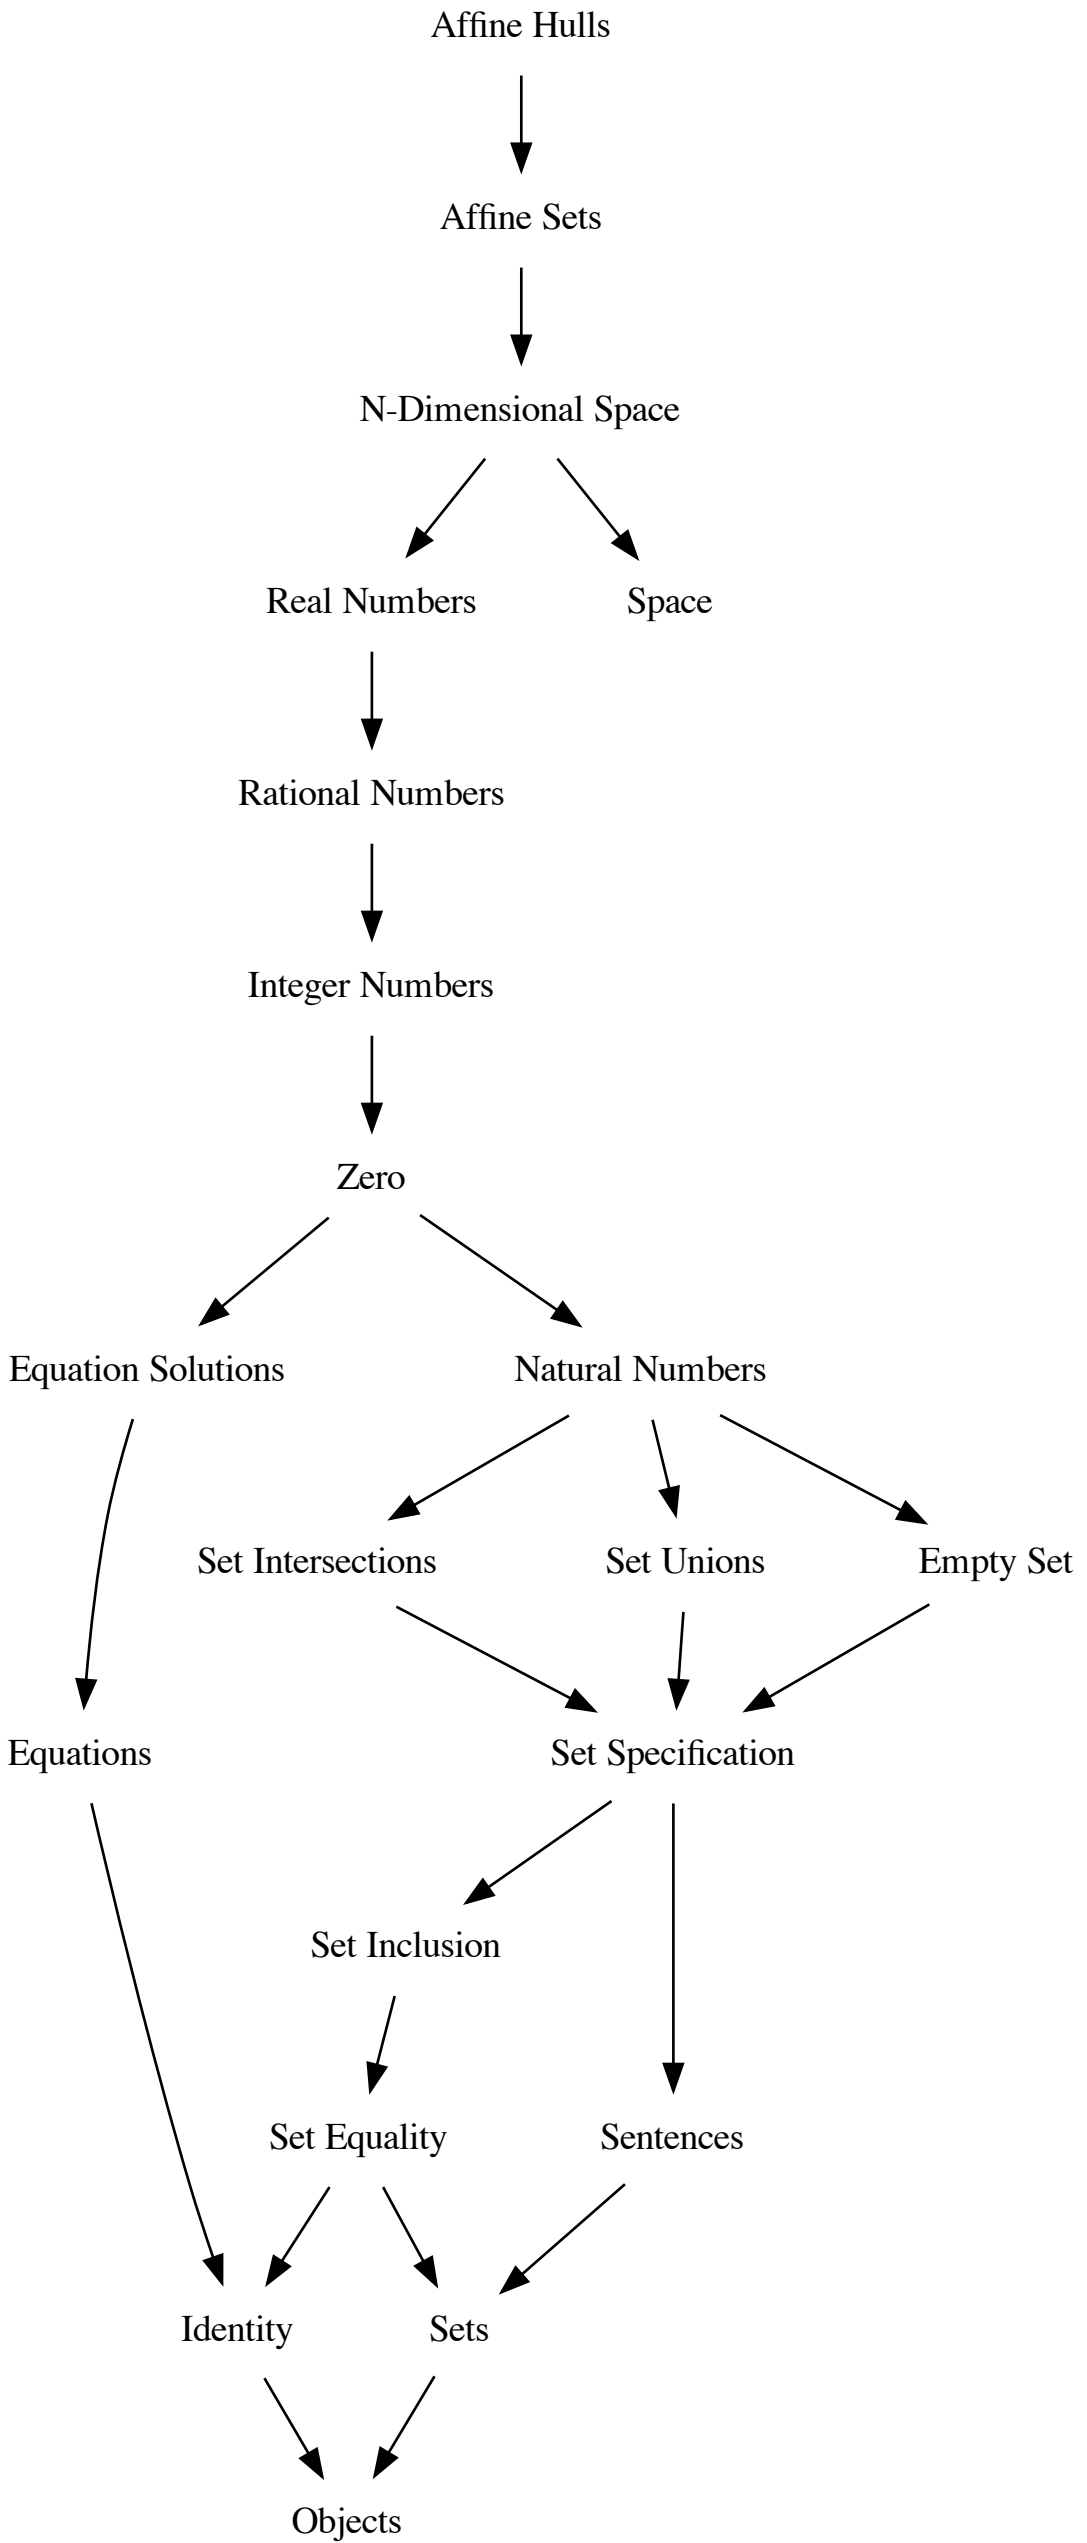 Affine Hulls
Affine Sets
N-Dimensional Space
Real Numbers
Space
Rational Numbers
Integer Numbers
Zero
Equation Solutions
Natural Numbers
Set Intersections
Set Unions
Empty Set
Equations
Set Specification
Set Inclusion
Set Equality
Sentences
Identity
Sets
Objects